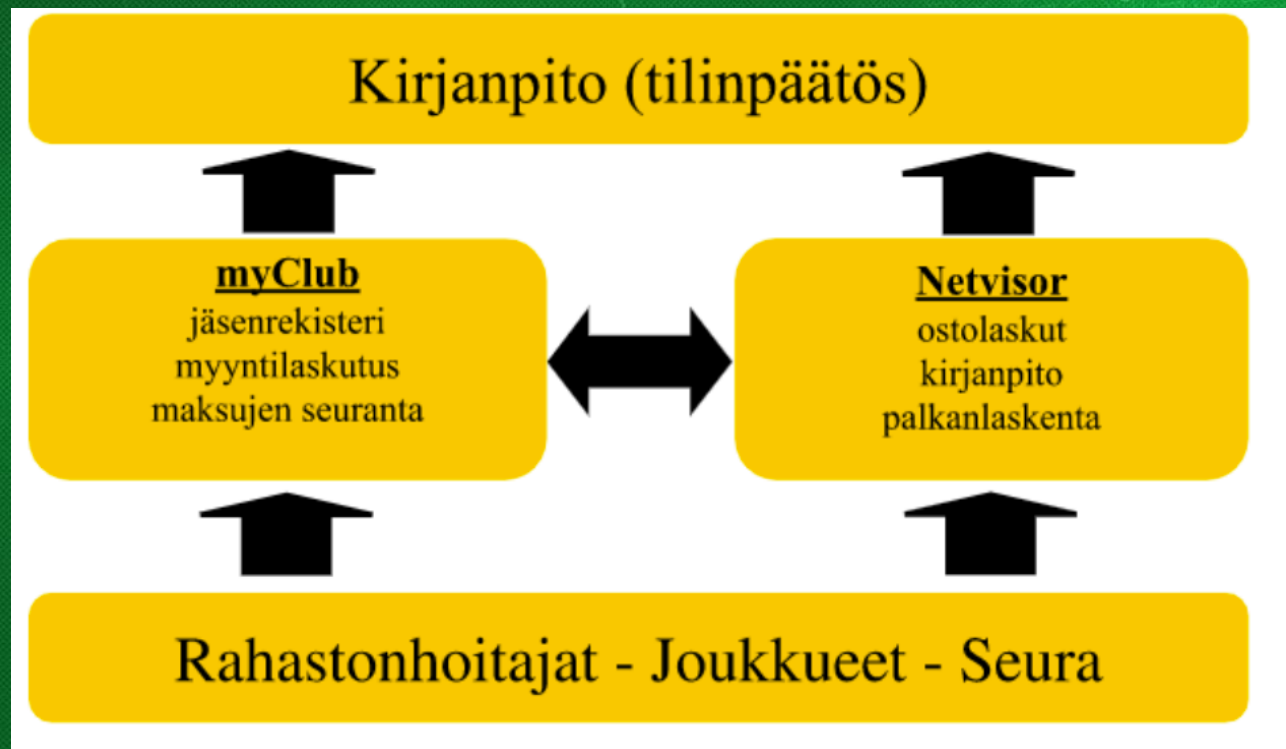 Kirjanpito (tilinpäätös)
myClub
jäsenrekisteri
myyntilaskutus
maksujen seuranta
Netvisor
ostolaskut
kirjanpito
palkanlaskenta
Rahastonhoitajat - Joukkueet - Seura